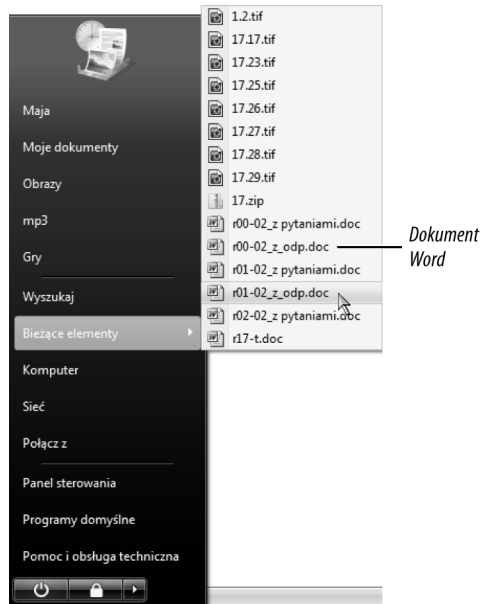 Maja
Moje dokumenty
Obrazy
mp3
Gry
Wyszukaj
Bieżące elementy
Komputer
Sieć
Połącz z
Panel sterowania
Programy domyślne
Pomoc i obsługa techniczna
1.2.tif
17.17.tif
17.23.tif
17.25.tif
17.26.tif
17.27.tif
17.28.tif
17.29.tif
17.zip
r00-02_z pytaniami.doc
r00-02_z_odp.doc
r01-02_z pytaniami.doc
r01-02_z_odp.doc
r02-02_z pytaniami.doc
r17-t.doc
Dokument
Word